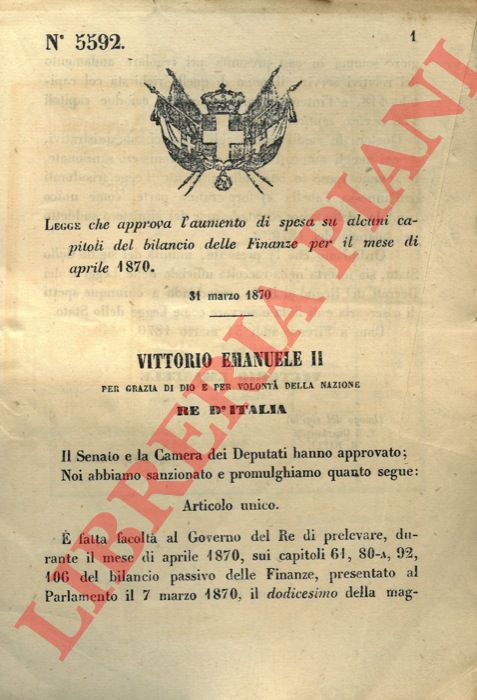 N° 5592.
1
LEGGE che approva l'aumento di spesa su alcuni ca-
pitoli del bilancio delle Finanze per il mese di
aprile 1870.
31 marzo 1870
VITTORIO EMANUELE II
PER GRAZIA DI DIO E PER VOLONTÀ DELLA NAZIONE
RE D'ITALIA
Il Senato e la Camera dei Deputati hanno approvato;
Noi abbiamo sanzionato e promulghiamo quanto segue:
Articolo unico.
È fatta facoltà al Governo del Re di prelevare, du-
rante il mese di aprile 1870, sui capitoli 61, 80-A, 92,
106 del bilancio passivo delle Finanze, presentato al
Parlamento il 7 marzo 1870, il dodicesimo della mag-
LIBRERIA PIANI